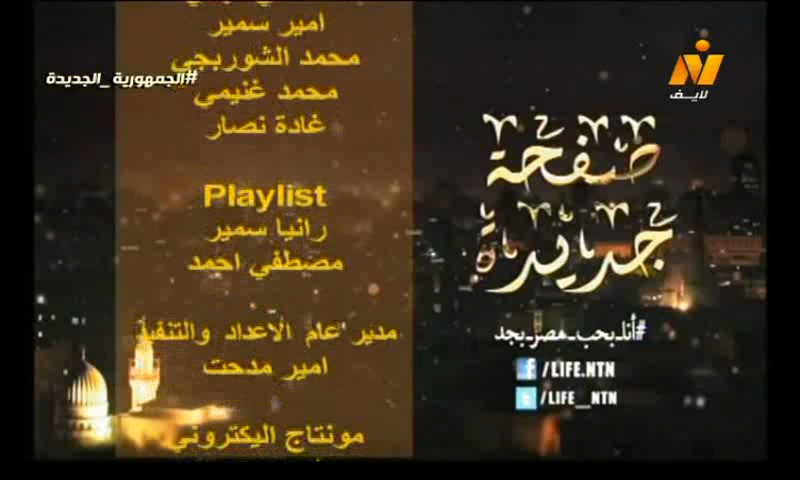 امير سمير
محمد الشوربجي
محمد غنيمي
غادة نصار
Playlist
رانيا سمير
مصطفي احمد
مدير عام الاعداد والتنفيذ
امير مدحت
مونتاج اليكتروني
#الجمهورية_الجديدة
لايف
صفحة
جديدة
#أنا_بحب_مصر_بجد
/LIFE.NTN
/LIFE__NTN